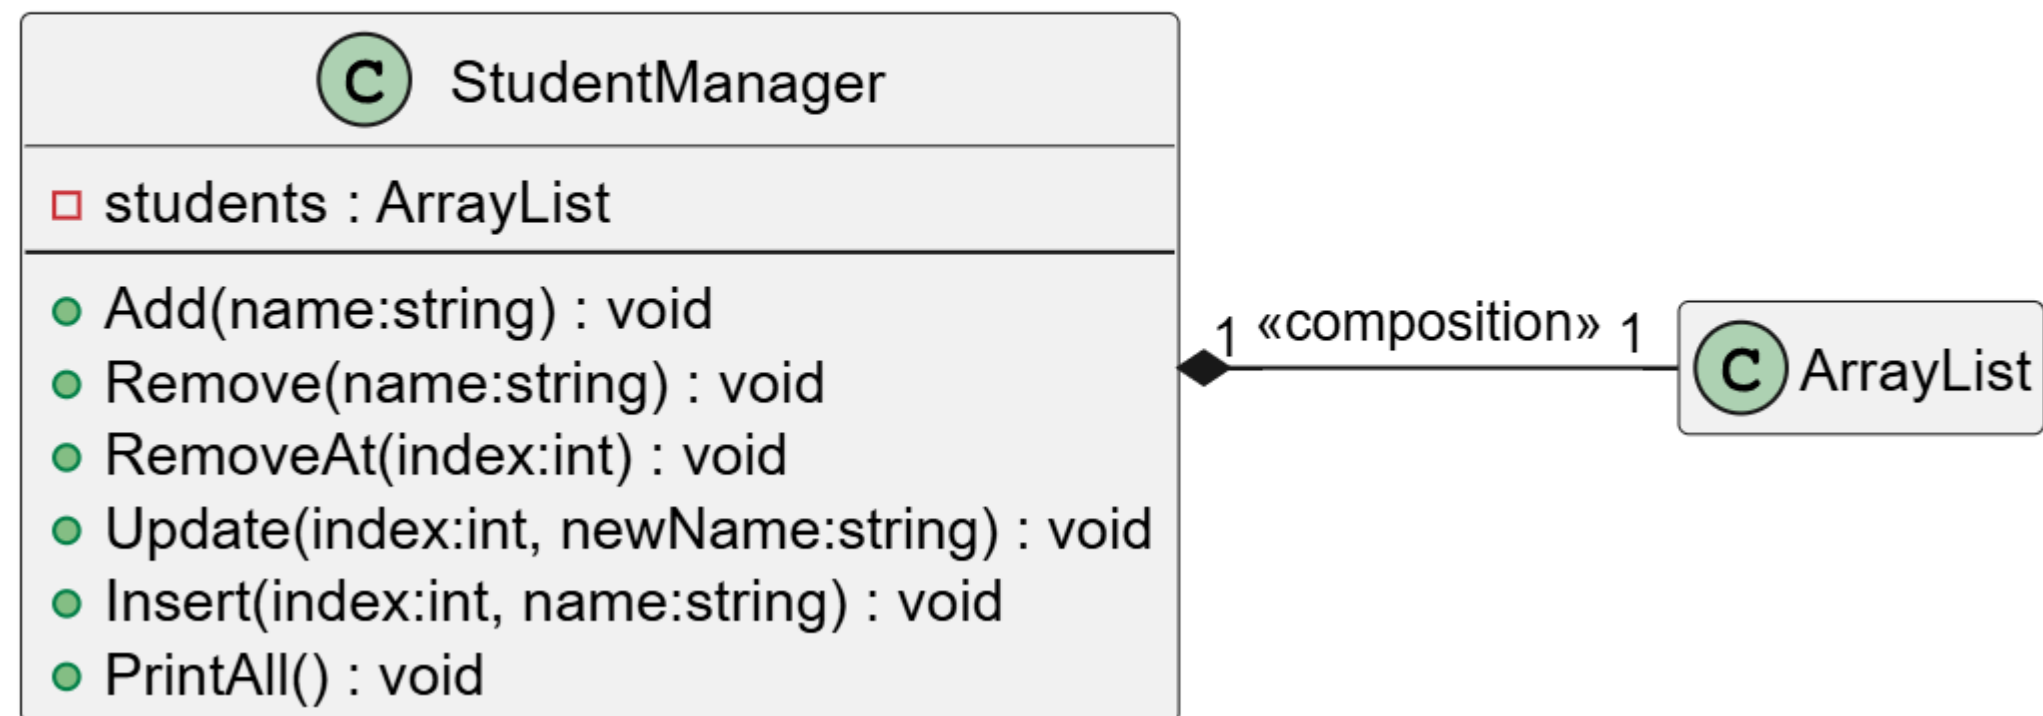 C StudentManager
students : ArrayList
Add(name:string) : void
Remove(name:string) : void
RemoveAt(index:int) : void
Update(index:int, newName:string) : void
Insert(index:int, name:string) : void
PrintAll() : void
1 «composition» 1
C ArrayList